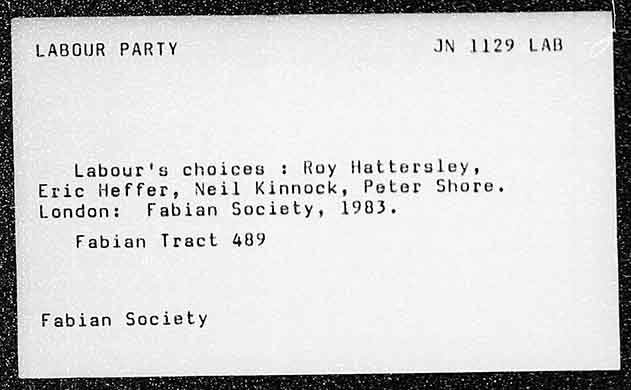 LABOUR PARTY JN 1129 LAB
Labour's choices : Roy Hattersley,
Eric Heffer, Neil Kinnock, Peter Shore.
London: Fabian Society, 1983.
Fabian Tract 489
Fabian Society